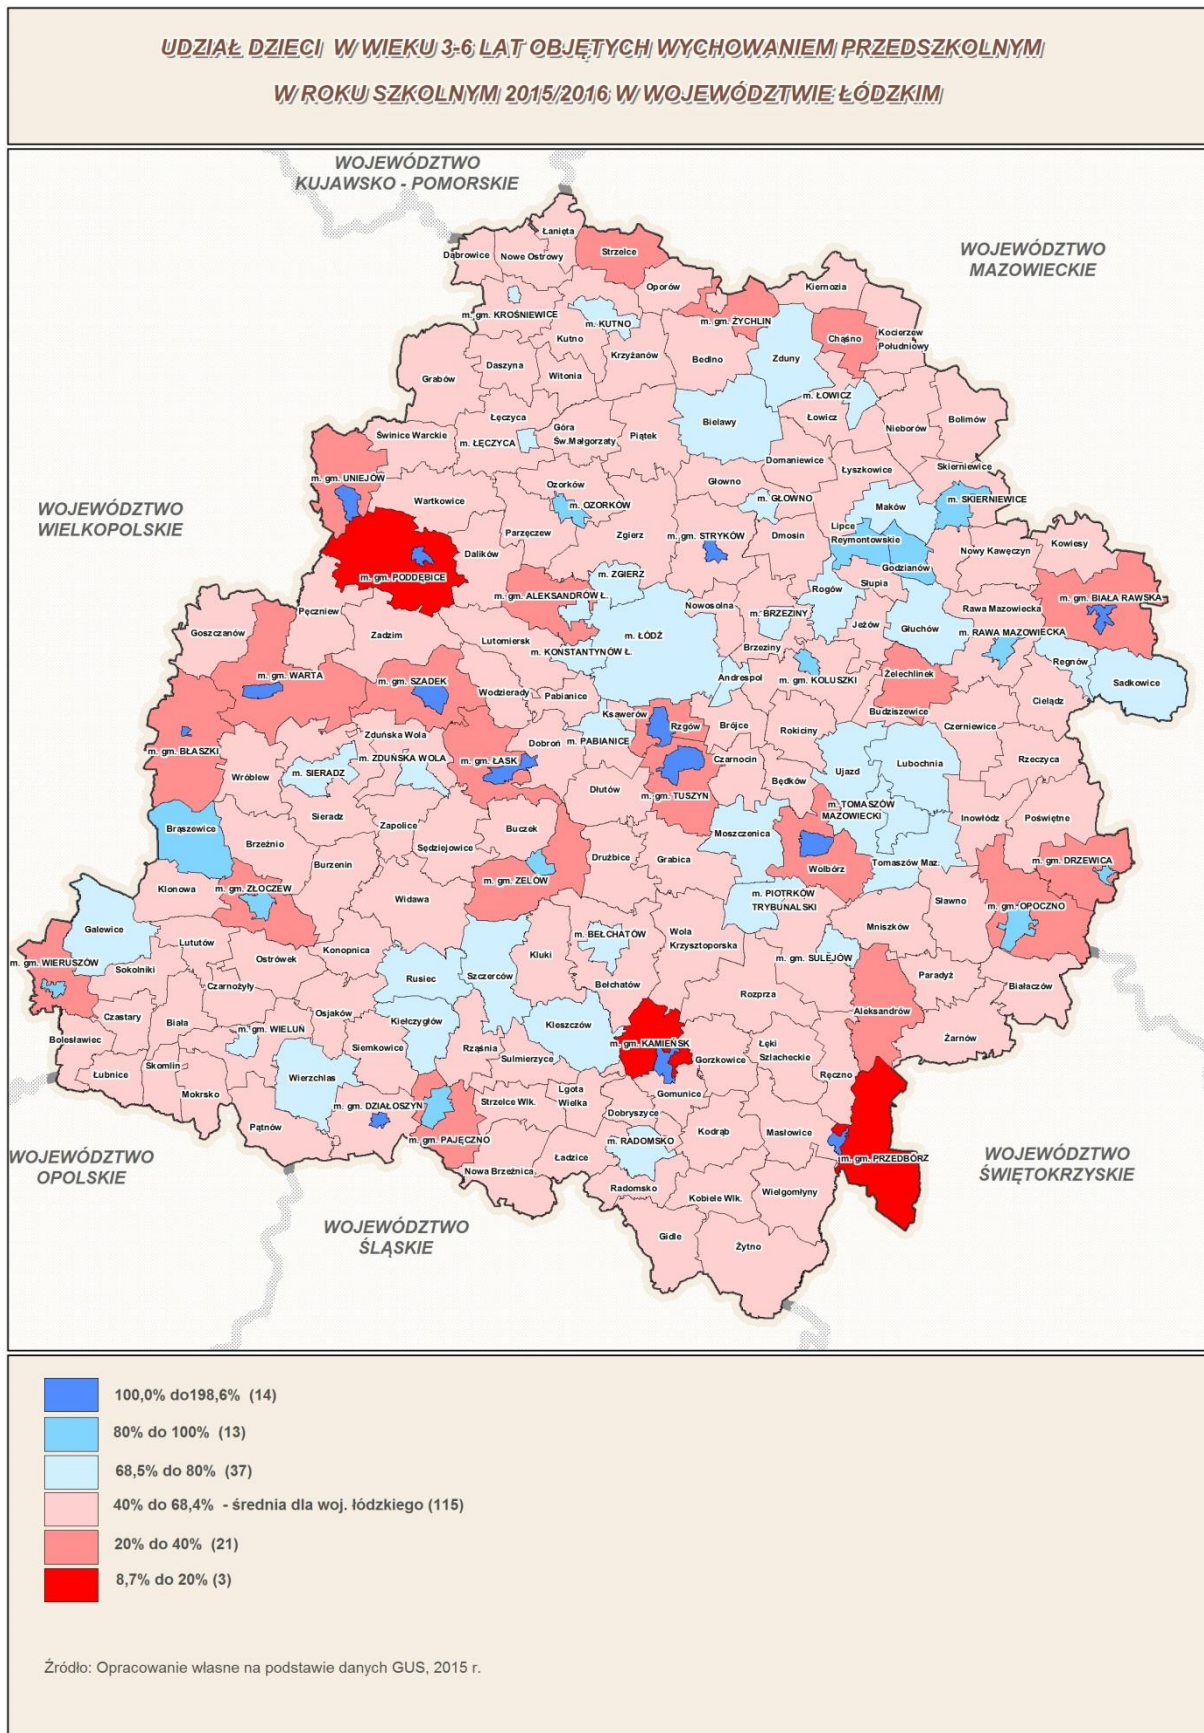 UDZIAŁ DZIECI W WIEKU 3-6 LAT OBJĘTYCH WYCHOWANIEM PRZEDSZKOLNYM
W ROKU SZKOLNYM 2015/2016 W WOJEWÓDZTWIE ŁÓDZKIM
WOJEWÓDZTWO
KUJAWSKO - POMORSKIE
WOJEWÓDZTWO
MAZOWIECKIE
Łanięta
Strzelce
Dąbrowice
Nowe Ostrowy
Oporów
Kiernozia
m. gm. KROŚNIEWICE
m. KUTNO
m. gm. ŻYCHLIN
Kutno
Chąśno
Kocierzew
Południowy
Krzyżanów
Bedlno
Zduny
Daszyna
Witonia
Grabów
m. ŁOWICZ
Łęczyca
Łowicz
Bolimów
Góra
Św.Małgorzaty
Bielawy
Nieborów
Świnice Warckie
m. ŁĘCZYCA
Piątek
Domaniewice
Łyszkowice
Skierniewice
m. gm. UNIEJÓW
Głowno
Ozorków
m. GŁOWNO
m. SKIERNIEWICE
Wartkowice
m. OZORKÓW
Maków
WOJEWÓDZTWO
WIELKOPOLSKIE
Lipce
Reymontowskie
Parzęczew
Zgierz
m. gm. STRYKÓW
Dmosin
Kowiesy
Dalików
Nowy Kawęczyn
Godzianów
m. gm. PODDĘBICE
m. ZGIERZ
Słupia
Rogów
m. gm. ALEKSANDRÓW Ł.
m. gm. BIAŁA RAWSKA
Pęczniew
Nowosolna
m. BRZEZINY
Rawa Mazowiecka
Goszczanów
Zadzim
Lutomiersk
m. ŁÓDŹ
Jeżów
Głuchów
m. RAWA MAZOWIECKA
m. KONSTANTYNÓW Ł.
Brzeziny
Regnów
m. gm. WARTA
m. gm. SZADEK
Andrespol
m. gm. KOLUSZKI
Żelechlinek
Sadkowice
Wodzierady
Pabianice
Budziszewice
Cielądz
Ksawerów
Rzgów
Brójce
Rokiciny
Czerniewice
Zduńska Wola
Dobroń
m. PABIANICE
m. gm. BŁASZKI
m. ZDUŃSKA WOLA
m. gm. ŁASK
Czarnocin
Rzeczyca
Wróblew
m. SIERADZ
Ujazd
Lubochnia
Będków
Dłutów
m. gm. TUSZYN
m. TOMASZÓW
MAZOWIECKI
Sieradz
Inowłódz
Poświętne
Brąszewice
Zapolice
Buczek
Moszczenica
Brzeźnio
Sędziejowice
Drużbice
Grabica
Wolbórz
Tomaszów Maz.
m. gm. DRZEWICA
Burzenin
Klonowa
m. gm. ZŁOCZEW
m. gm. ZELÓW
m. PIOTRKÓW
TRYBUNALSKI
Widawa
Sławno
m. gm. OPOCZNO
Galewice
Mniszków
m. BEŁCHATÓW
Wola
Krzysztoporska
Lututów
Konopnica
Kluki
m. gm. SULEJÓW
m. gm. WIERUSZÓW
Ostrówek
Sokolniki
Szczerców
Paradyż
Rusiec
Czarnożyły
Bełchatów
Białaczów
Rozprza
Aleksandrów
Czastary
Osjaków
Biała
Kiełczygłów
Kleszczów
Żarnów
m. gm. WIELUŃ
Bolesławiec
m. gm. KAMIEŃSK
Łęki
Szlacheckie
Siemkowice
Rząśnia
Sulmierzyce
Gorzkowice
Skomlin
Łubnice
Wierzchlas
Ręczno
Mokrsko
Lgota
Wielka
Gomunice
Strzelce Wlk.
m. gm. DZIAŁOSZYN
Dobryszyce
Pątnów
Kodrąb
Masłowice
m. gm. PAJĘCZNO
m. RADOMSKO
WOJEWÓDZTWO
OPOLSKIE
Ładzice
m. gm. PRZEDBÓRZ
WOJEWÓDZTWO
ŚWIĘTOKRZYSKIE
Nowa Brzeźnica
Radomsko
Kobiele Wlk.
Wielgomłyny
WOJEWÓDZTWO
ŚLĄSKIE
Gidle
Żytno
100,0% do198,6% (14)
80% do 100% (13)
68,5% do 80% (37)
40% do 68,4% - średnia dla woj. łódzkiego (115)
20% do 40% (21)
8,7% do 20% (3)
Źródło: Opracowanie własne na podstawie danych GUS, 2015 r.